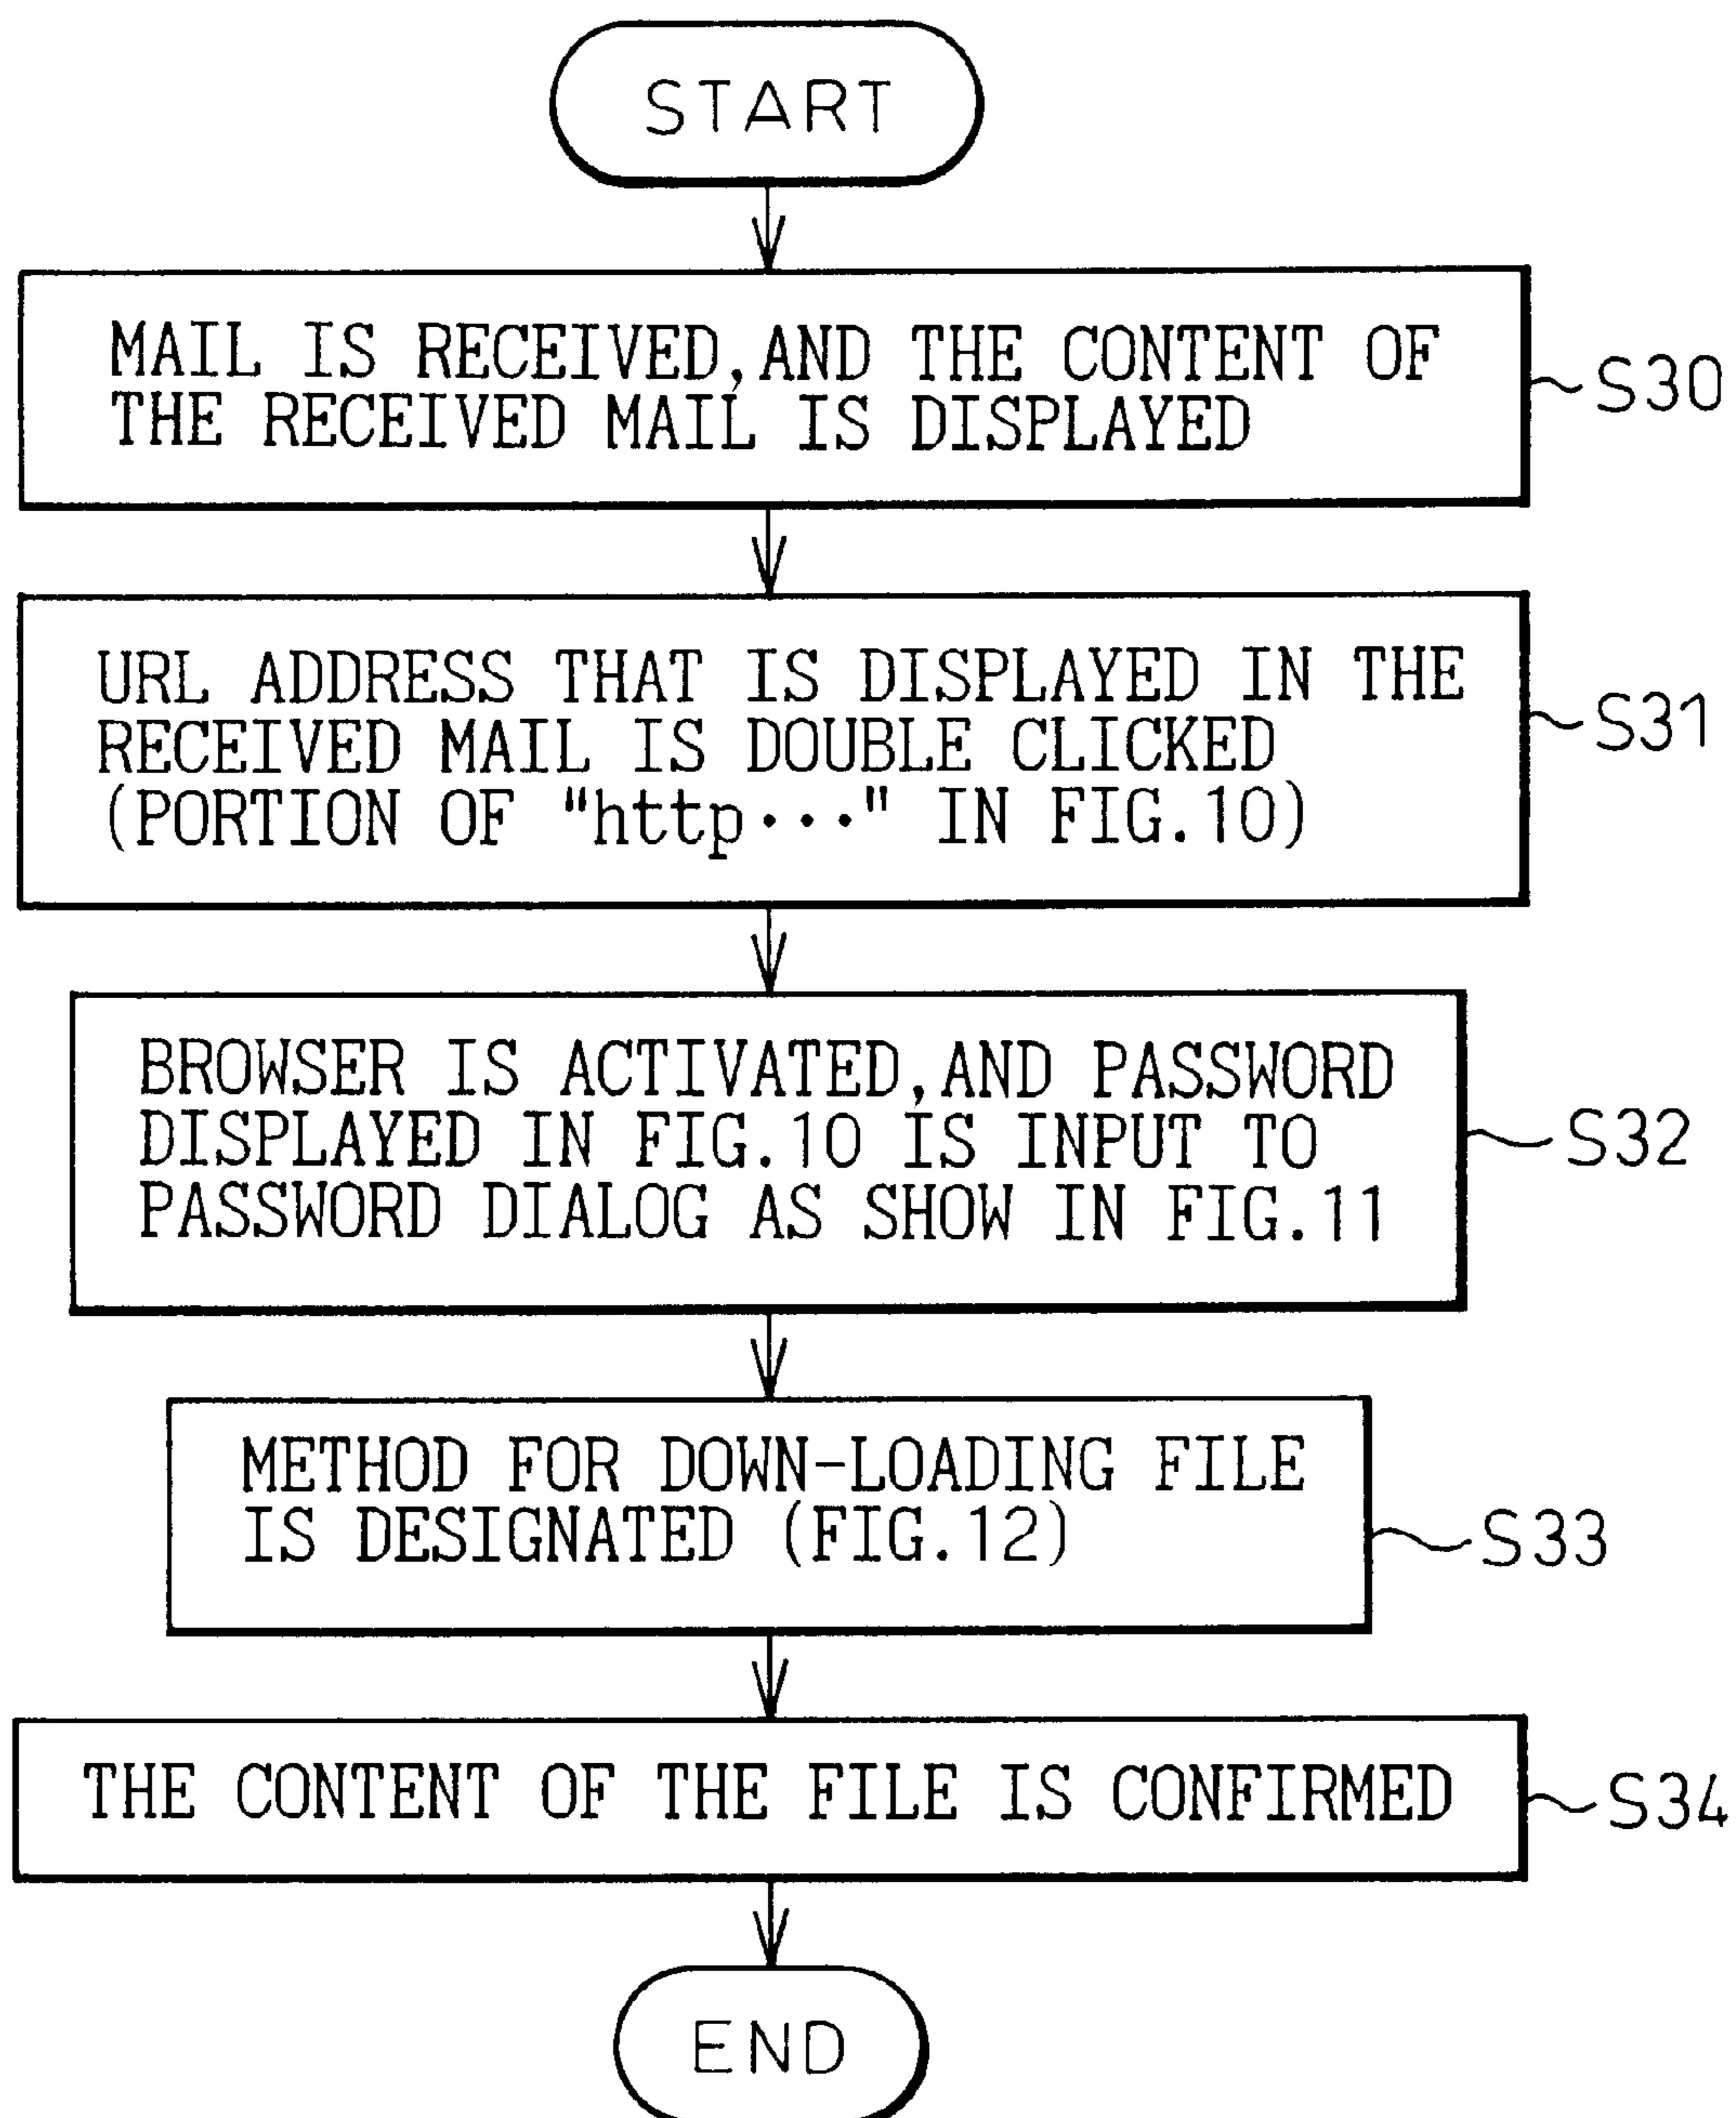 START
MAIL IS RECEIVED, AND THE CONTENT OF
THE RECEIVED MAIL IS DISPLAYED
S30
URL ADDRESS THAT IS DISPLAYED IN THE
RECEIVED MAIL IS DOUBLE CLICKED
(PORTION OF "http···" IN FIG.10)
S31
BROWSER IS ACTIVATED, AND PASSWORD
DISPLAYED IN FIG.10 IS INPUT TO
PASSWORD DIALOG AS SHOW IN FIG.11
S32
METHOD FOR DOWN-LOADING FILE
IS DESIGNATED (FIG.12)
S33
THE CONTENT OF THE FILE IS CONFIRMED
S34
END